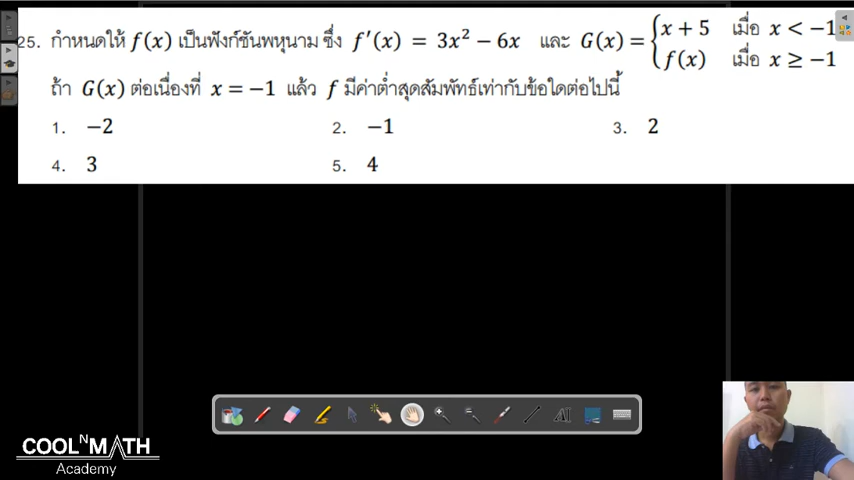 25. กำหนดให้ f(x) เป็นฟังก์ชันพหุนาม ซึ่ง f′(x) = 3x² − 6x และ G(x) = { x + 5 เมื่อ x < −1
f(x) เมื่อ x ≥ −1
ถ้า G(x) ต่อเนื่องที่ x = −1 แล้ว f มีค่าต่ำสุดสัมพัทธ์เท่ากับข้อใดต่อไปนี้
1. −2 2. −1 3. 2
4. 3 5. 4
COOL N MATH
Academy